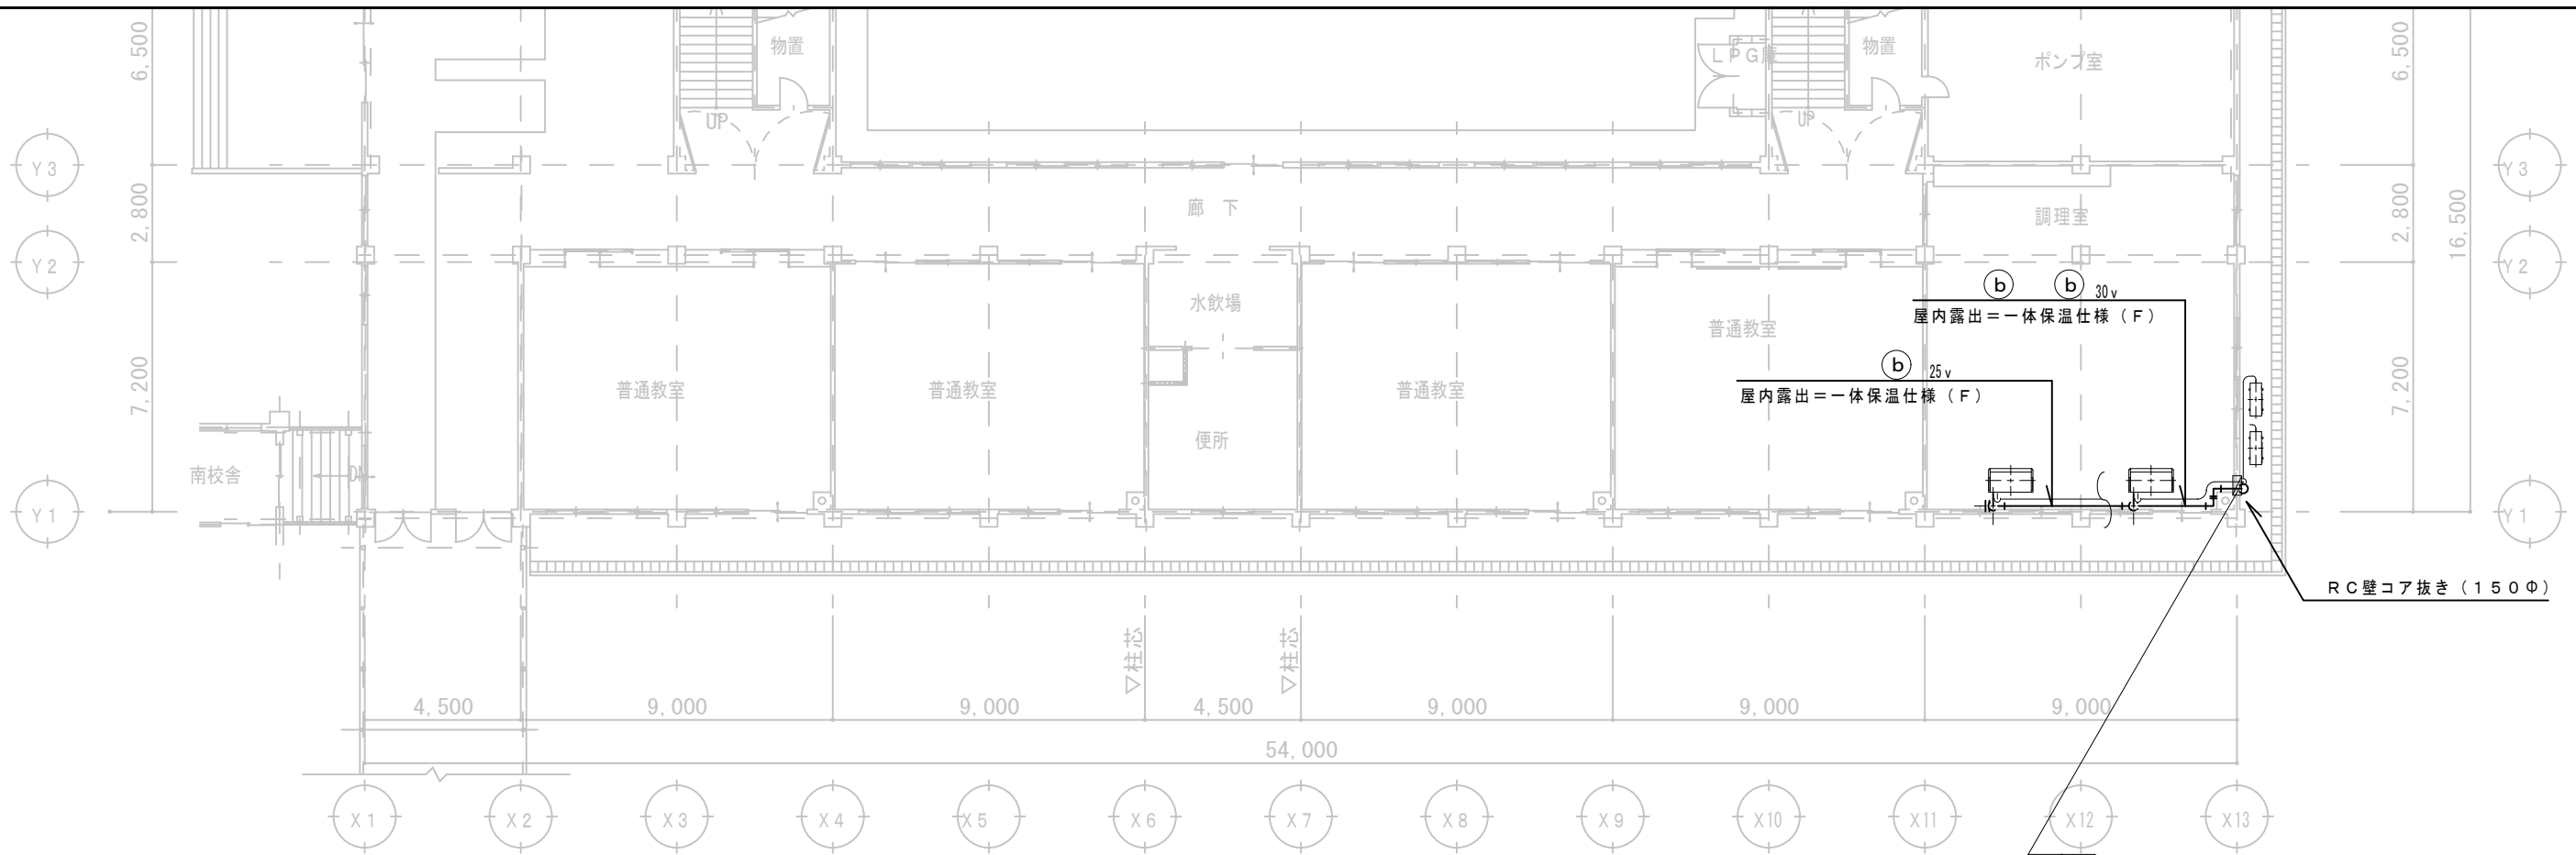 6,500
物置
LPG庫
物置
ポンプ室
6,500
UP
UP
Y3
Y3
2,800
廊 下
調理室
2,800
16,500
Y2
Y2
水飲場
ⓑ ⓑ 30v
屋内露出=一体保温仕様(F)
普通教室
7,200
ⓑ 25v
屋内露出=一体保温仕様(F)
7,200
普通教室
普通教室
普通教室
便所
南校舎
DN
Y1
Y1
RC壁コア抜き(150Φ)
▽柱芯
▽柱芯
4,500
9,000
9,000
4,500
9,000
9,000
9,000
54,000
X1
X2
X3
X4
X5
X6
X7
X8
X9
X10
X11
X12
X13